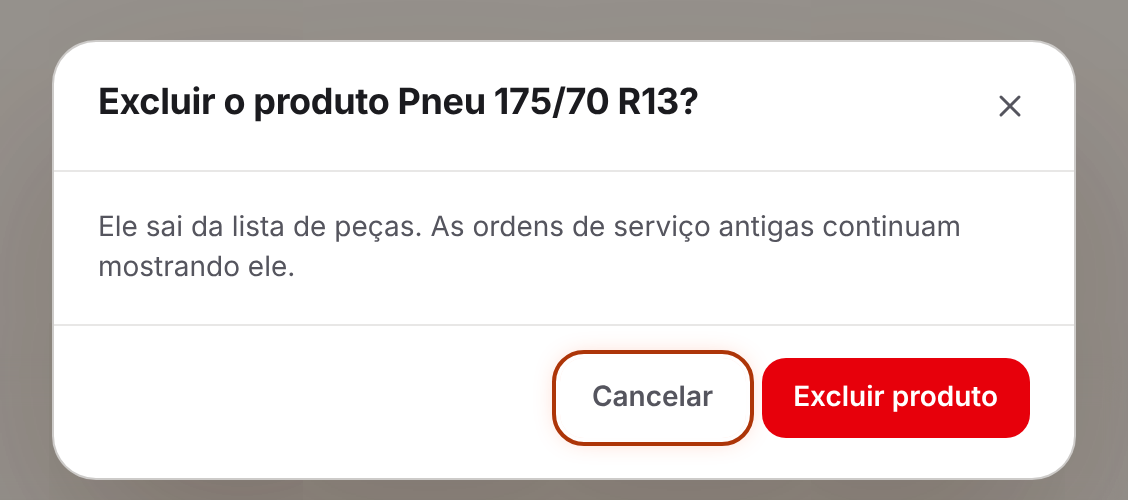 Excluir o produto Pneu 175/70 R13?
Ele sai da lista de peças. As ordens de serviço antigas continuam
mostrando ele.
Cancelar
Excluir produto